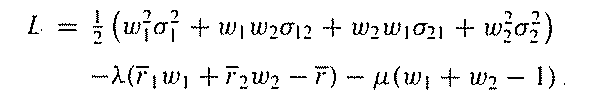 L = ½ (w₁²σ₁² + w₁w₂σ₁₂ + w₂w₁σ₂₁ + w₂²σ₂²)
−λ(r̅₁w₁ + r̅₂w₂ − r̅) − μ(w₁ + w₂ − 1).